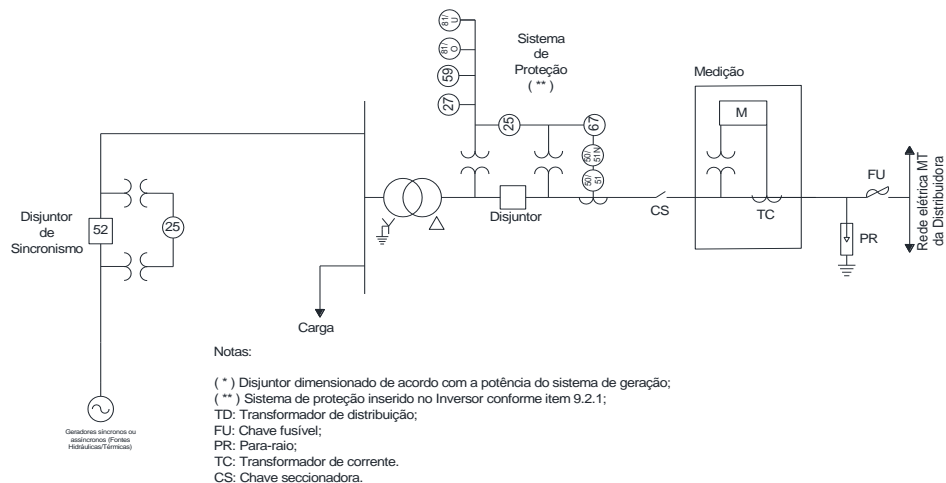 81/
U
81/
O
59
27
Sistema
de
Proteção
( ** )
25
67
50/
51N
50/
51
Medição
M
TC
FU
PR
Rede elétrica MT
da Distribuidora
CS
Disjuntor
Disjuntor
de
Sincronismo
52
25
Carga
Geradores síncronos ou
assíncronos (Fontes
Hidráulicas/Térmicas)
Notas:
( * ) Disjuntor dimensionado de acordo com a potência do sistema de geração;
( ** ) Sistema de proteção inserido no Inversor conforme item 9.2.1;
TD: Transformador de distribuição;
FU: Chave fusível;
PR: Para-raio;
TC: Transformador de corrente.
CS: Chave seccionadora.